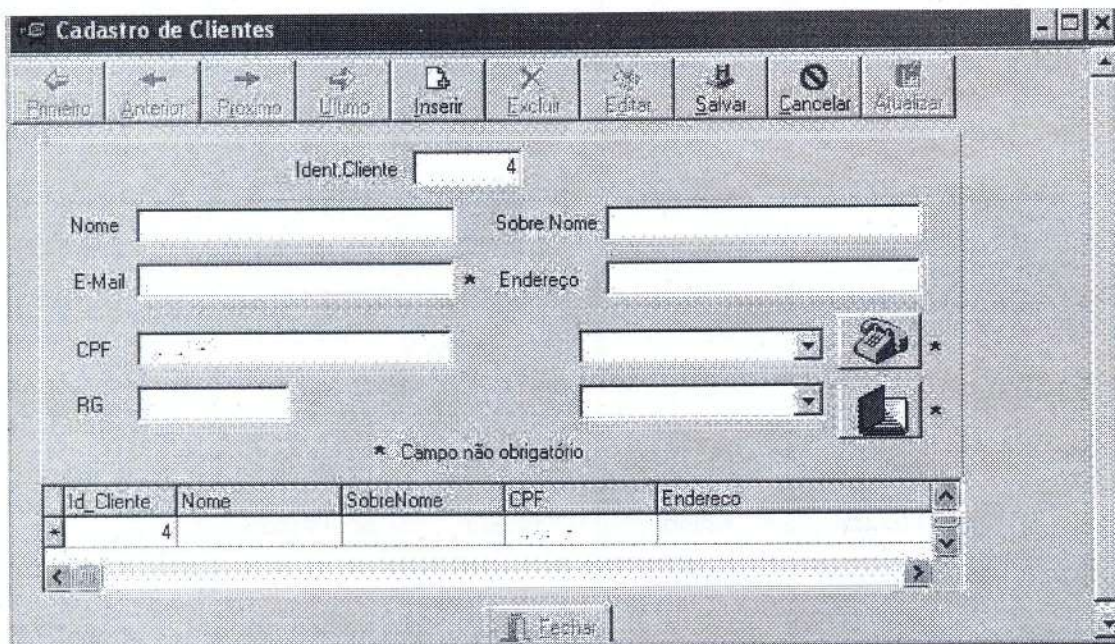 Cadastro de Clientes
Primeiro Anterior Próximo Último Inserir Excluir Editar Salvar Cancelar Atualizar
Ident.Cliente 4
Nome Sobre Nome
E-Mail * Endereço
CPF . . - *
RG *
* Campo não obrigatório
Id_Cliente Nome SobreNome CPF Endereco
* 4 . . -
Fechar